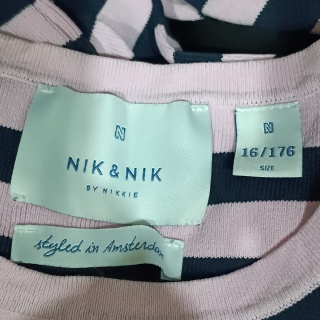 N
NIK & NIK
BY NIKKIE
styled in Amsterdam
N
16/176
SIZE